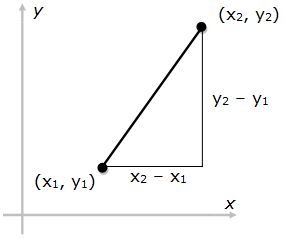 y
(x₂, y₂)
y₂ – y₁
(x₁, y₁)
x₂ – x₁
x